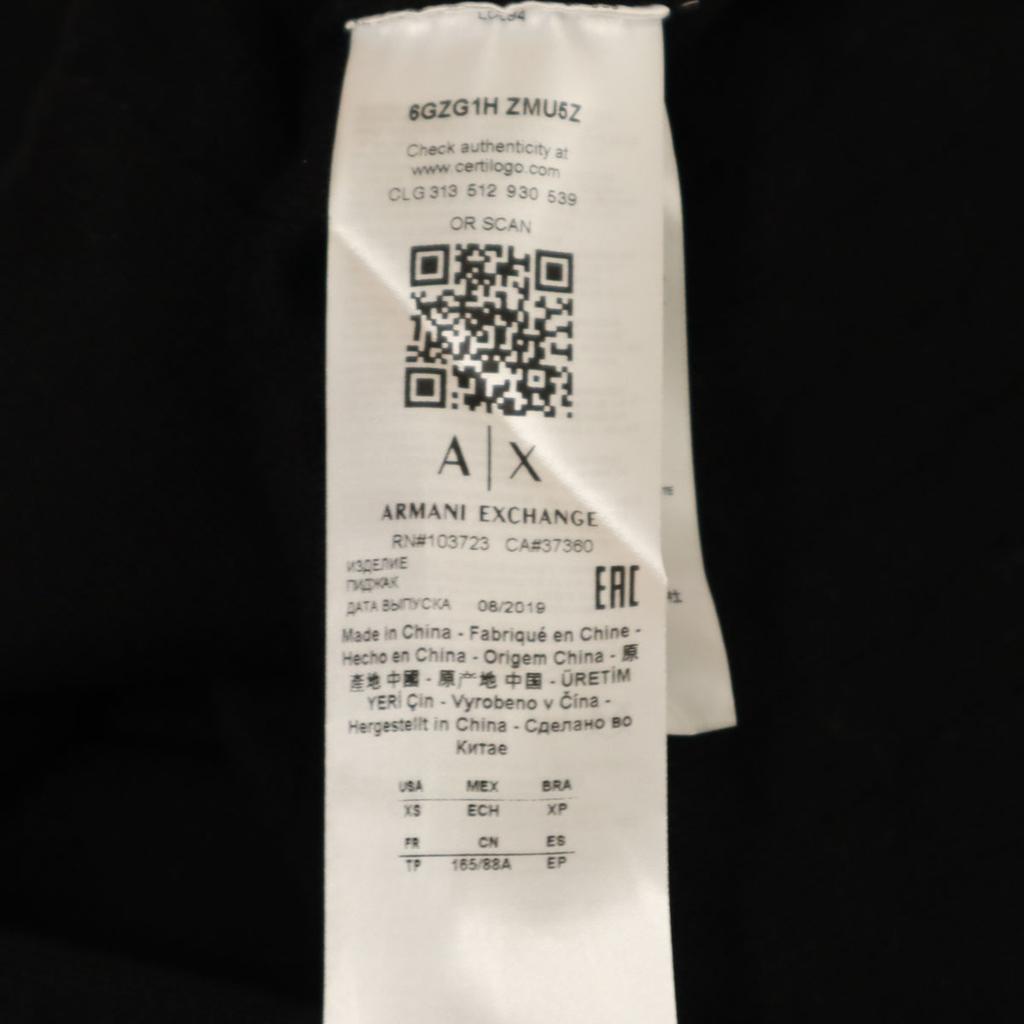 6GZG1H ZMU5Z
Check authenticity at
www.certilogo.com
CLG 313 512 930 539
OR SCAN
A|X
ARMANI EXCHANGE
RN#103723 CA#37360
ИЗДЕЛИЕ
ПИДЖАК
ДАТА ВЫПУСКА 08/2019
EAC
Made in China - Fabriqué en Chine -
Hecho en China - Origem China - 原
產地 中國 - 原产地 中国 - ÜRETİM
YERİ Çin - Vyrobeno v Čína -
Hergestellt in China - Сделано во
Китае
USA MEX BRA
XS ECH XP
FR CN ES
TP 165/88A EP